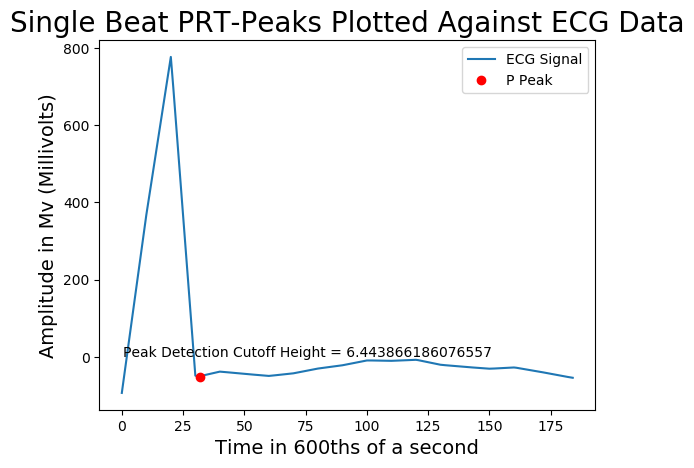 Single Beat PRT-Peaks Plotted Against ECG Data
800
600
400
200
0
Amplitude in Mv (Millivolts)
ECG Signal
P Peak
Peak Detection Cutoff Height = 6.443866186076557
0
25
50
75
100
125
150
175
Time in 600ths of a second